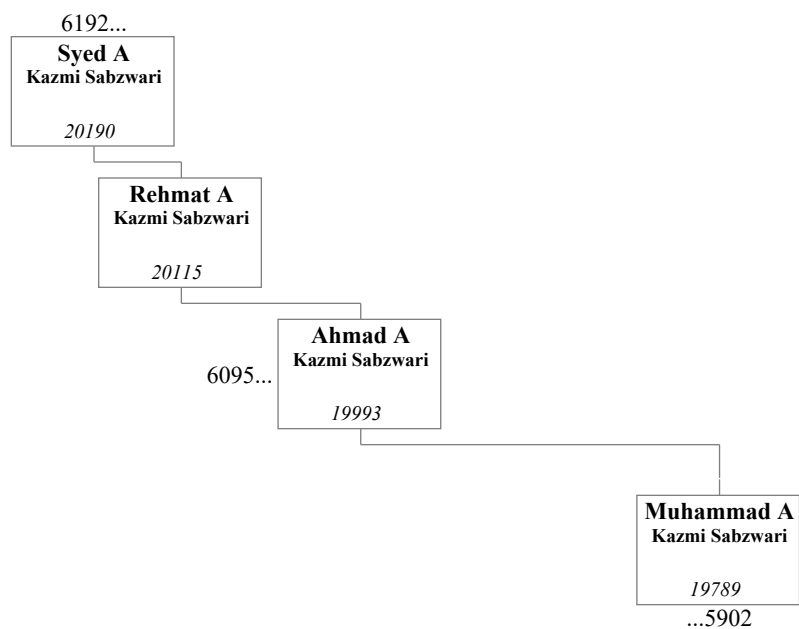 6192...
Syed A
Kazmi Sabzwari
20190
Rehmat A
Kazmi Sabzwari
20115
Ahmad A
Kazmi Sabzwari
6095...
19993
Muhammad A
Kazmi Sabzwari
19789
...5902